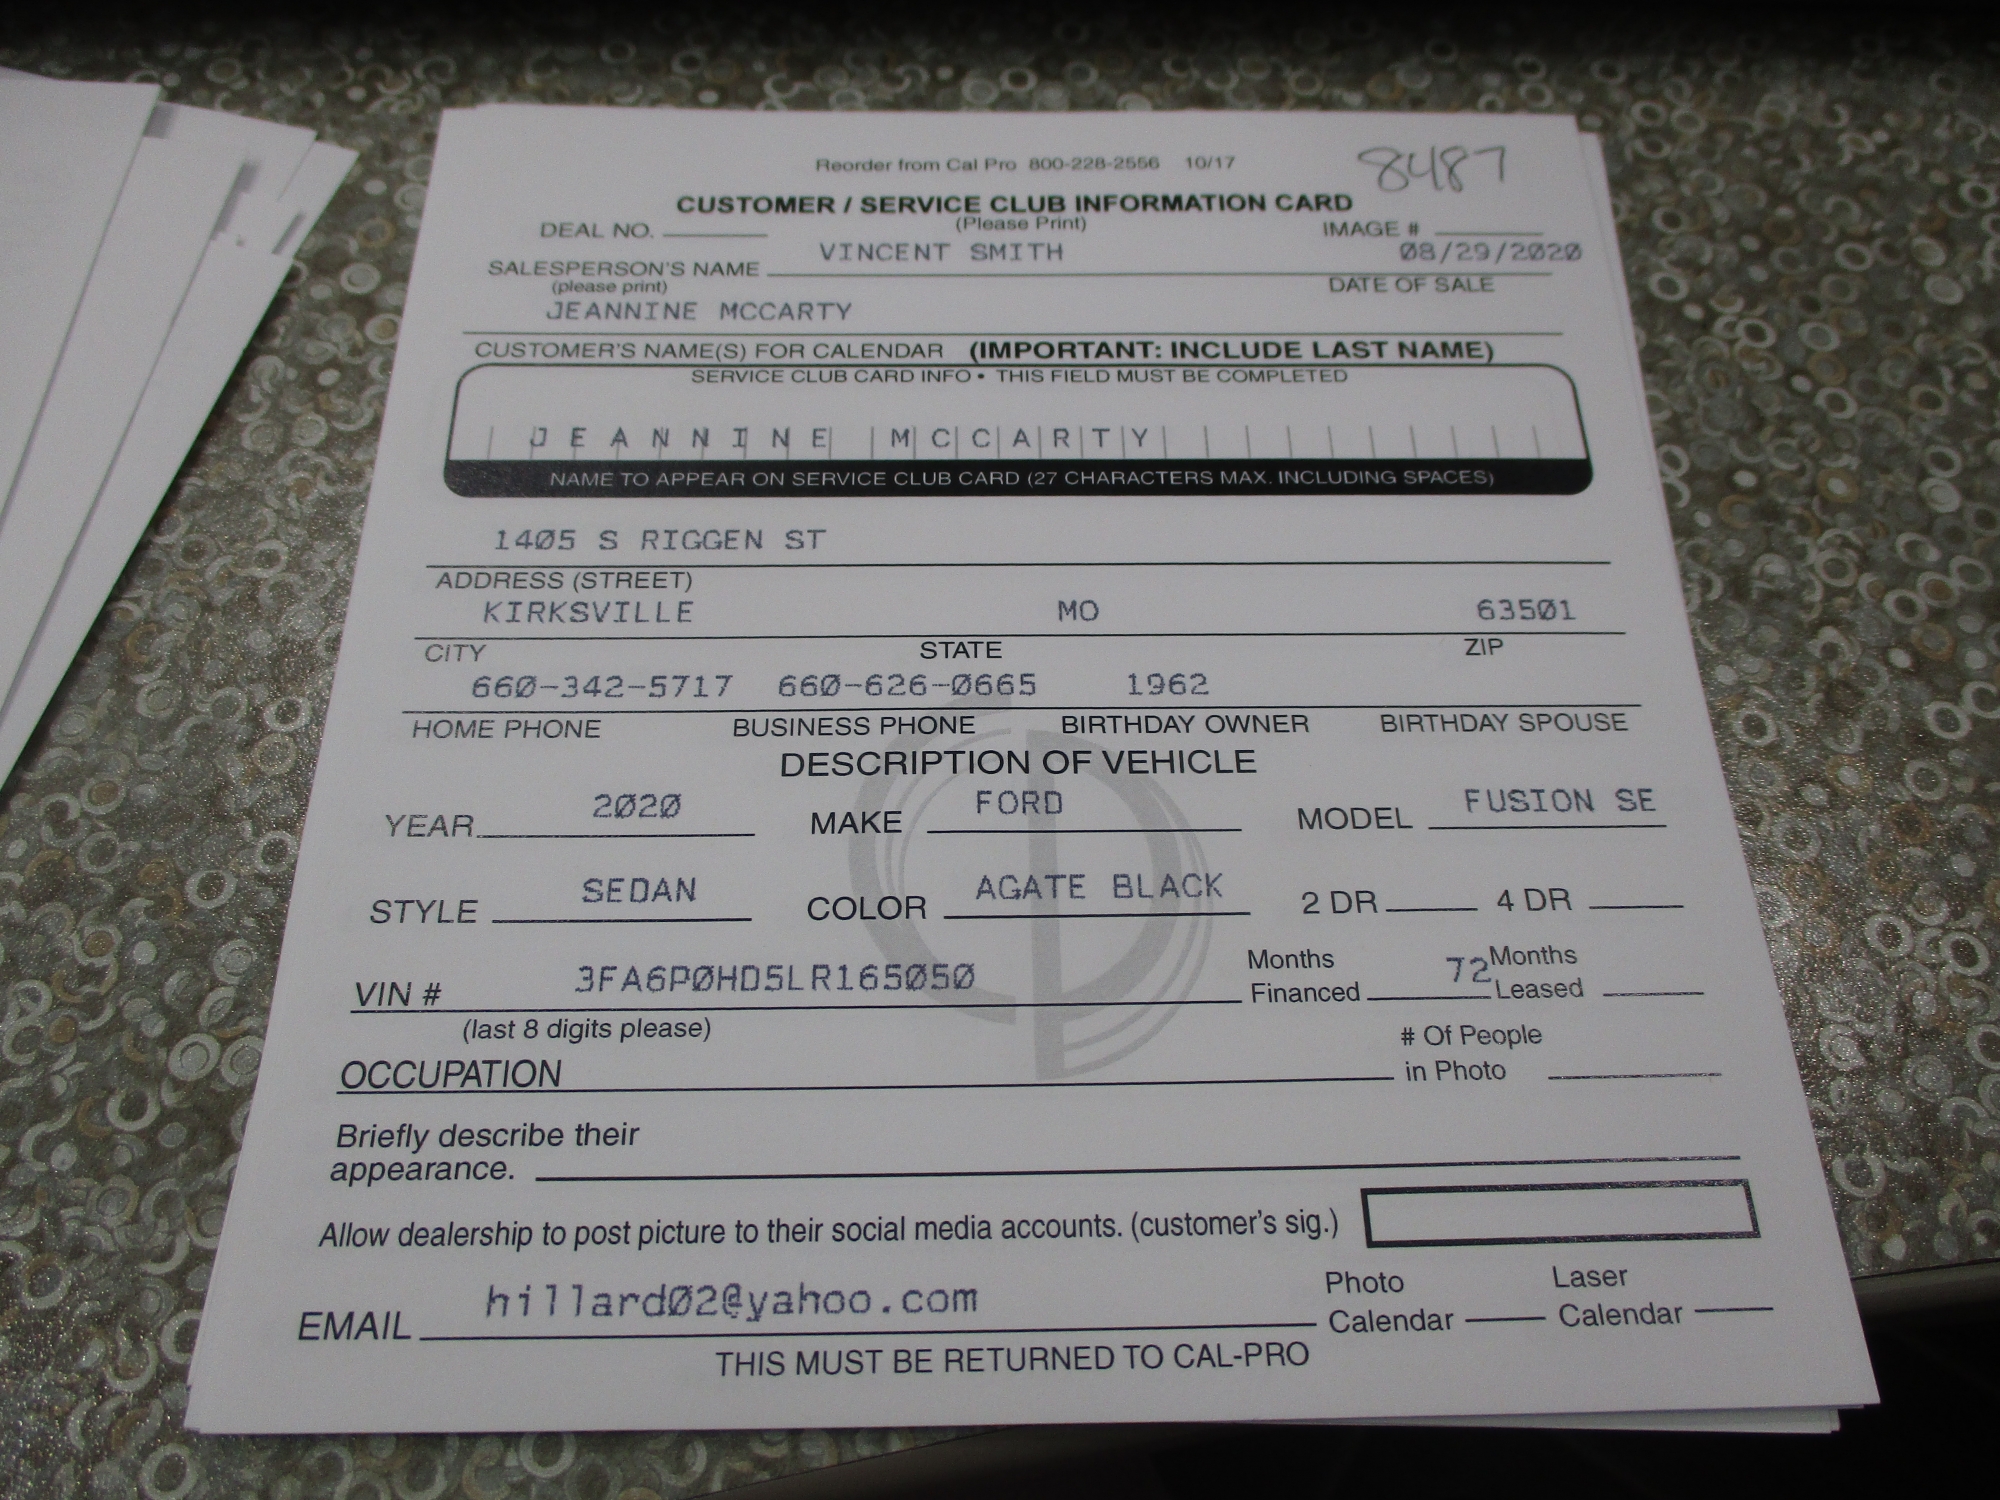 Reorder from Cal Pro 800-228-2556 10/17 8487
CUSTOMER / SERVICE CLUB INFORMATION CARD
DEAL NO. (Please Print) IMAGE #
VINCENT SMITH 08/29/2020
SALESPERSON'S NAME DATE OF SALE
(please print)
JEANNINE MCCARTY
CUSTOMER'S NAME(S) FOR CALENDAR (IMPORTANT: INCLUDE LAST NAME)
SERVICE CLUB CARD INFO • THIS FIELD MUST BE COMPLETED
JEANNINE MCCARTY
NAME TO APPEAR ON SERVICE CLUB CARD (27 CHARACTERS MAX. INCLUDING SPACES)
1405 S RIGGEN ST
ADDRESS (STREET)
KIRKSVILLE MO 63501
CITY STATE ZIP
660-342-5717 660-626-0665 1962
HOME PHONE BUSINESS PHONE BIRTHDAY OWNER BIRTHDAY SPOUSE
DESCRIPTION OF VEHICLE
YEAR 2020 MAKE FORD MODEL FUSION SE
STYLE SEDAN COLOR AGATE BLACK 2 DR 4 DR
VIN # 3FA6P0HD5LR165050 Months Financed 72 Months Leased
(last 8 digits please)
OCCUPATION # Of People in Photo
Briefly describe their
appearance.
Allow dealership to post picture to their social media accounts. (customer's sig.)
EMAIL hillard02@yahoo.com Photo Calendar Laser Calendar
THIS MUST BE RETURNED TO CAL-PRO